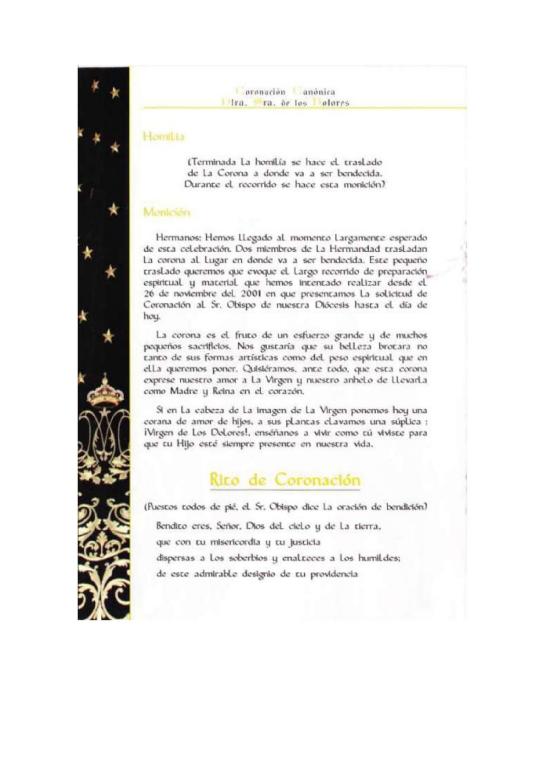 Coronación Canónica
Ntra. Sra. de los Dolores
Homilía
(Terminada la homilía se hace el traslado
de la Corona a donde va a ser bendecida.
Durante el recorrido se hace esta monición)
Monición
Hermanos: Hemos llegado al momento largamente esperado
de esta celebración. Dos miembros de la Hermandad trasladan
la corona al lugar en donde va a ser bendecida. Este pequeño
traslado queremos que evoque el largo recorrido de preparación
espiritual y material que hemos intentado realizar desde el
26 de noviembre del 2001 en que presentamos la solicitud de
Coronación al Sr. Obispo de nuestra Diócesis hasta el día de
hoy.
La corona es el fruto de un esfuerzo grande y de muchos
pequeños sacrificios. Nos gustaría que su belleza brotara no
tanto de sus formas artísticas como del peso espiritual que en
ella queremos poner. Quisiéramos, ante todo, que esta corona
exprese nuestro amor a la Virgen y nuestro anhelo de llevarla
como Madre y Reina en el corazón.
Si en la cabeza de la imagen de la Virgen ponemos hoy una
corana de amor de hijos, a sus plantas clavamos una súplica :
¡Virgen de los Dolores!, enséñanos a vivir como tú viviste para
que tu Hijo esté siempre presente en nuestra vida.
Rito de Coronación
(Puestos todos de pié, el Sr. Obispo dice la oración de bendición)
Bendito eres, Señor, Dios del cielo y de la tierra,
que con tu misericordia y tu justicia
dispersas a los soberbios y enalteces a los humildes;
de este admirable designio de tu providencia